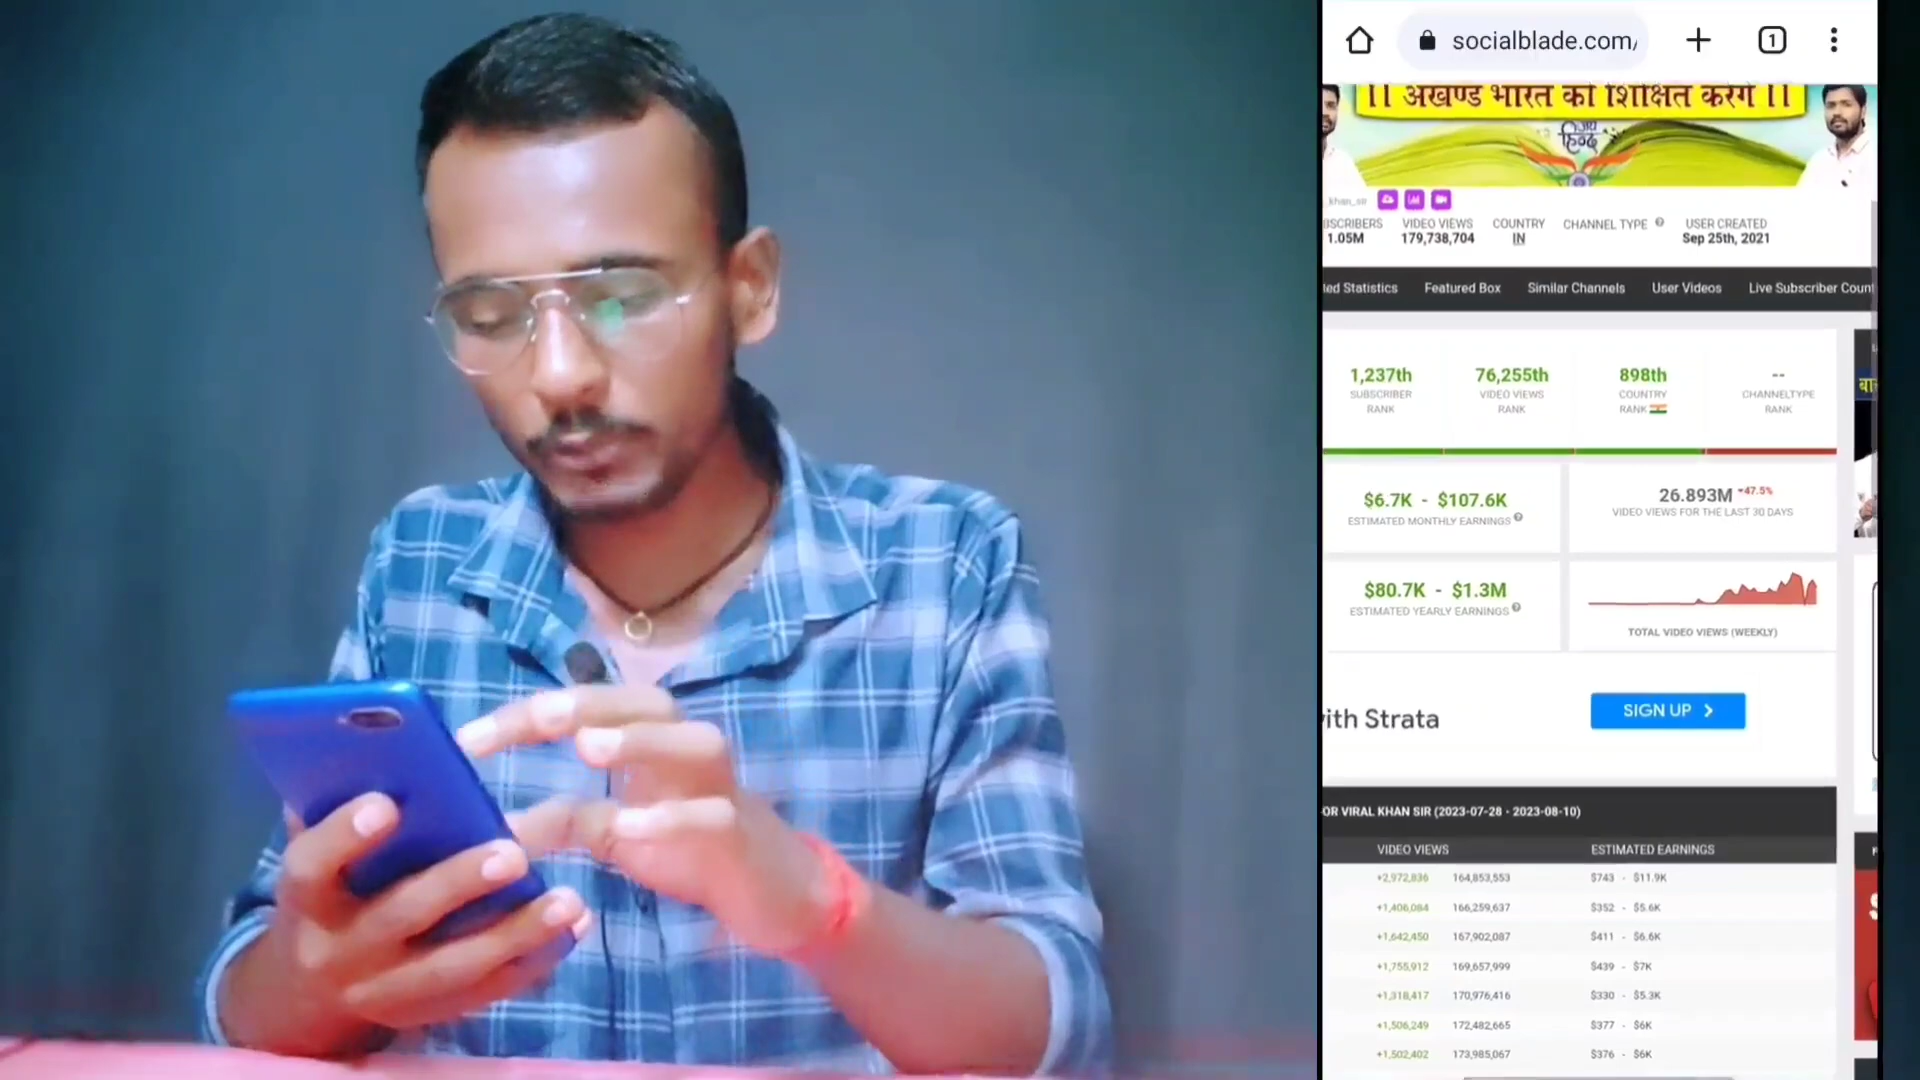 socialblade.com/
1
।। अखण्ड भारत को शिक्षित करेंगे ।।
हिन्द
_khan_sir
BSCRIBERS VIDEO VIEWS COUNTRY CHANNEL TYPE USER CREATED
1.05M 179,738,704 IN Sep 25th, 2021
ted Statistics Featured Box Similar Channels User Videos Live Subscriber Count
1,237th 76,255th 898th --
SUBSCRIBER VIDEO VIEWS COUNTRY CHANNELTYPE
RANK RANK RANK RANK
$6.7K - $107.6K
ESTIMATED MONTHLY EARNINGS
26.893M -47.5%
VIDEO VIEWS FOR THE LAST 30 DAYS
$80.7K - $1.3M
ESTIMATED YEARLY EARNINGS
TOTAL VIDEO VIEWS (WEEKLY)
with Strata
SIGN UP >
OR VIRAL KHAN SIR (2023-07-28 - 2023-08-10)
VIDEO VIEWS ESTIMATED EARNINGS
+2,972,836 164,853,553 $743 - $11.9K
+1,406,084 166,259,637 $352 - $5.6K
+1,642,450 167,902,087 $411 - $6.6K
+1,755,912 169,657,999 $439 - $7K
+1,318,417 170,976,416 $330 - $5.3K
+1,506,249 172,482,665 $377 - $6K
+1,502,402 173,985,067 $376 - $6K